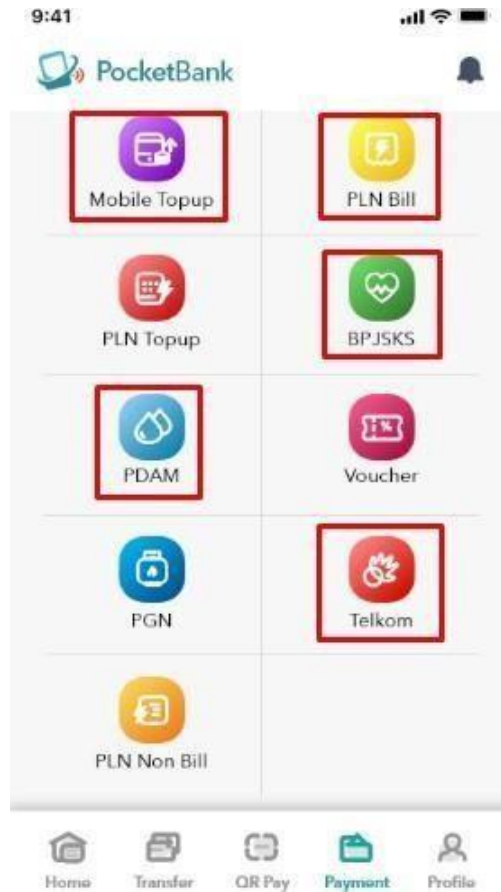 9:41
PocketBank
Mobile Topup
PLN Bill
PLN Topup
BPJSKS
PDAM
Voucher
PGN
Telkom
PLN Non Bill
Home
Transfer
QR Pay
Payment
Profile